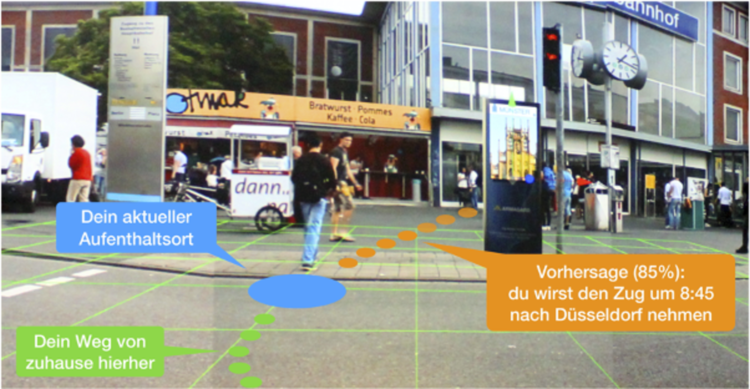 Bahnhof
Bratwurst · Pommes
Kaffee · Cola
dann..
Dein aktueller
Aufenthaltsort
Vorhersage (85%):
du wirst den Zug um 8:45
nach Düsseldorf nehmen
Dein Weg von
zuhause hierher